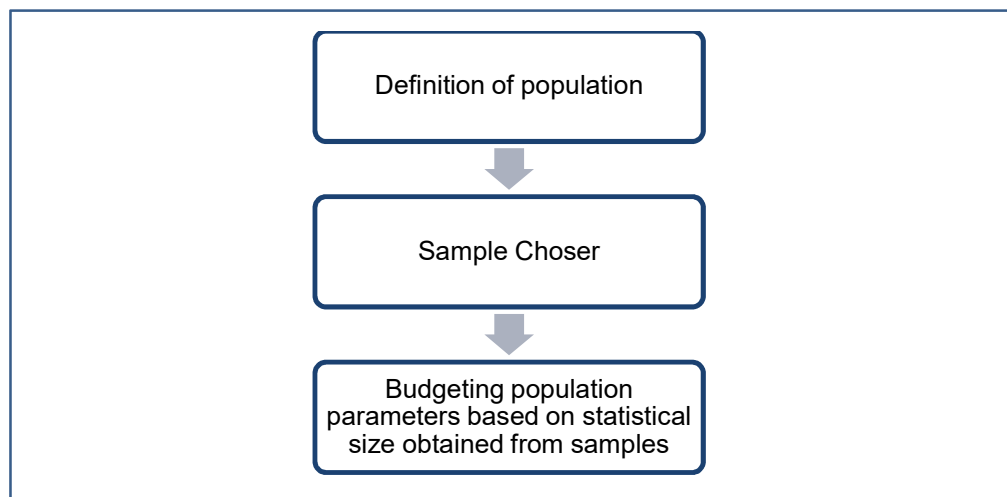 Definition of population
Sample Choser
Budgeting population
parameters based on statistical
size obtained from samples